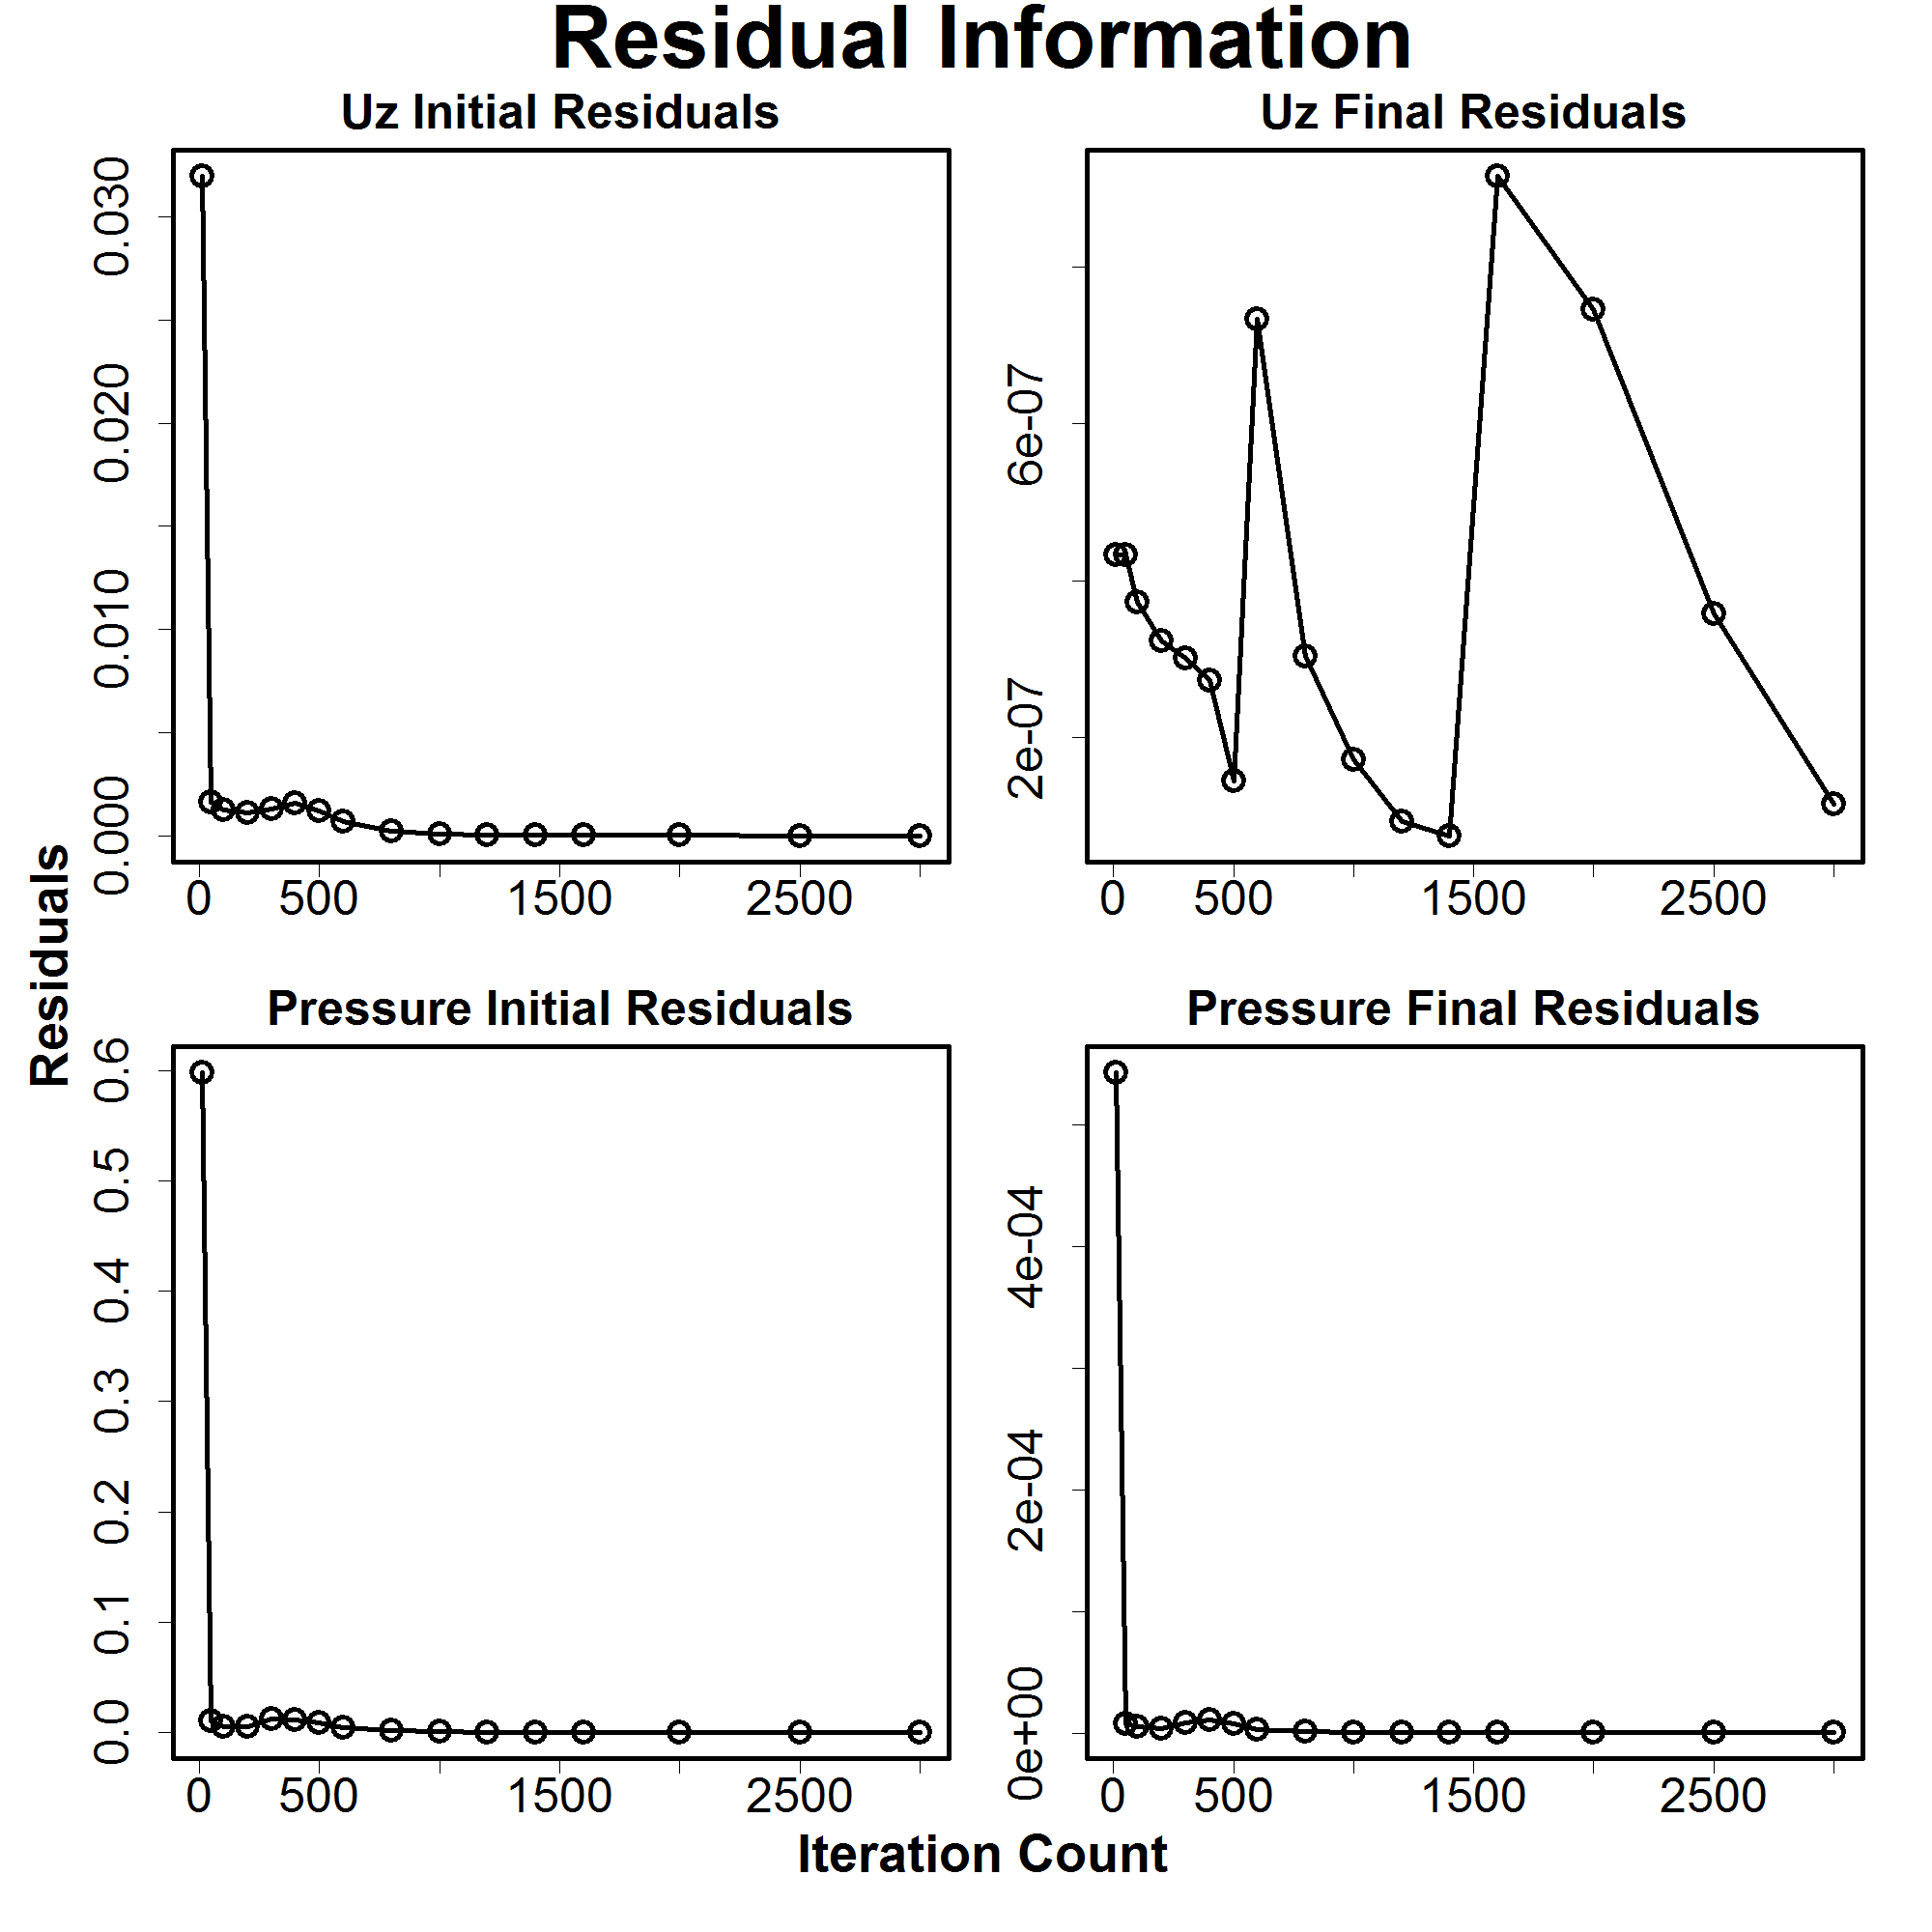 Residual Information
Uz Initial Residuals
0.000 0.010 0.020 0.030
0 500 1500 2500
Uz Final Residuals
2e-07 6e-07
0 500 1500 2500
Residuals
Pressure Initial Residuals
0.0 0.1 0.2 0.3 0.4 0.5 0.6
0 500 1500 2500
Pressure Final Residuals
0e+00 2e-04 4e-04
0 500 1500 2500
Iteration Count